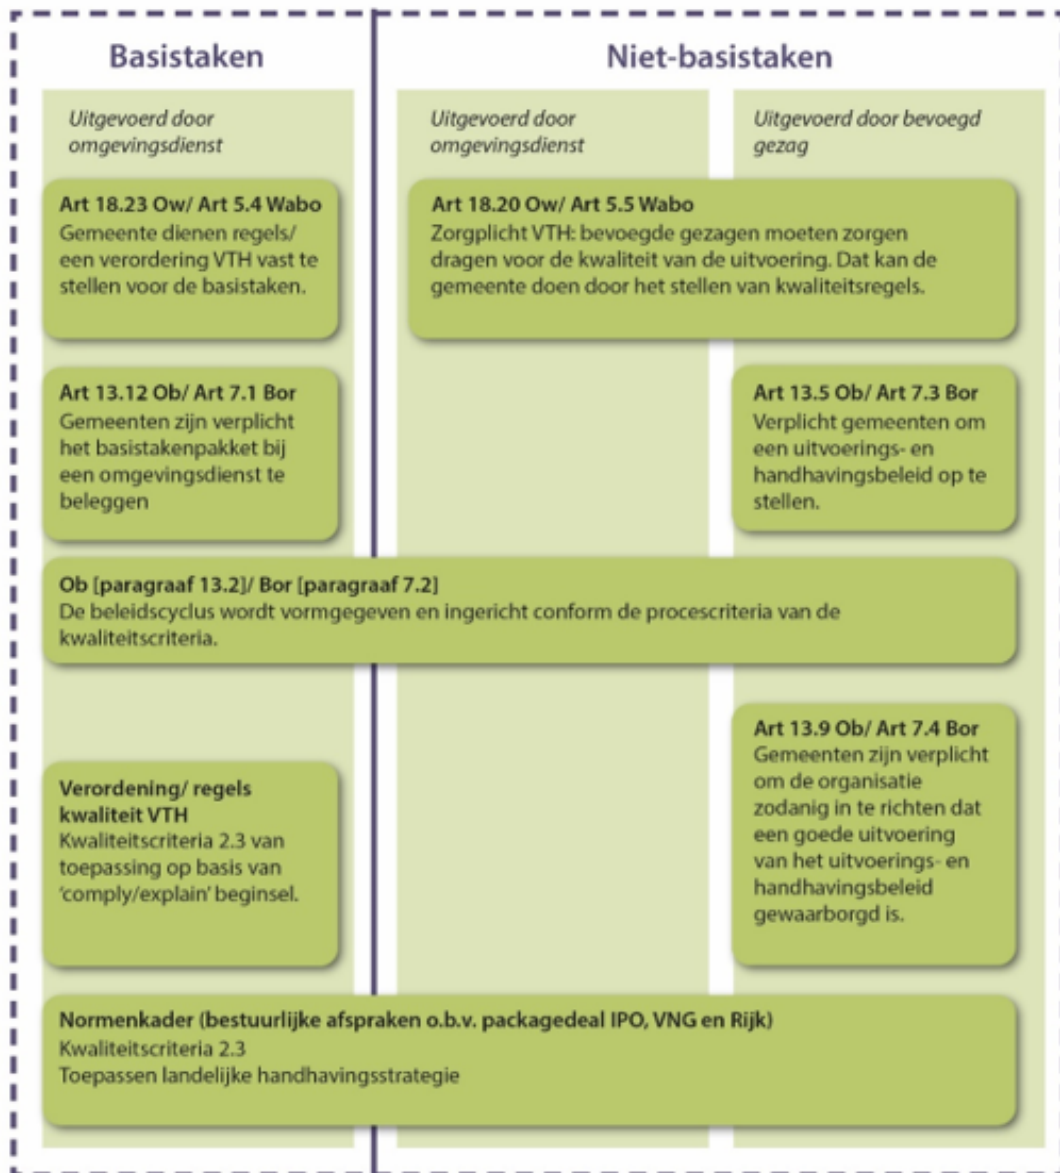 Basistaken
Niet-basistaken
Uitgevoerd door
omgevingsdienst
Uitgevoerd door
omgevingsdienst
Uitgevoerd door bevoegd
gezag
Art 18.23 Ow/ Art 5.4 Wabo
Gemeente dienen regels/
een verordening VTH vast te
stellen voor de basistaken.
Art 18.20 Ow/ Art 5.5 Wabo
Zorgplicht VTH: bevoegde gezagen moeten zorgen
dragen voor de kwaliteit van de uitvoering. Dat kan de
gemeente doen door het stellen van kwaliteitsregels.
Art 13.12 Ob/ Art 7.1 Bor
Gemeenten zijn verplicht
het basistakenpakket bij
een omgevingsdienst te
beleggen
Art 13.5 Ob/ Art 7.3 Bor
Verplicht gemeenten om
een uitvoerings- en
handhavingsbeleid op te
stellen.
Ob [paragraaf 13.2]/ Bor [paragraaf 7.2]
De beleidscyclus wordt vormgegeven en ingericht conform de procescriteria van de
kwaliteitscriteria.
Verordening/ regels
kwaliteit VTH
Kwaliteitscriteria 2.3 van
toepassing op basis van
‘comply/explain’ beginsel.
Art 13.9 Ob/ Art 7.4 Bor
Gemeenten zijn verplicht
om de organisatie
zodanig in te richten dat
een goede uitvoering
van het uitvoerings- en
handhavingsbeleid
gewaarborgd is.
Normenkader (bestuurlijke afspraken o.b.v. packagedeal IPO, VNG en Rijk)
Kwaliteitscriteria 2.3
Toepassen landelijke handhavingsstrategie